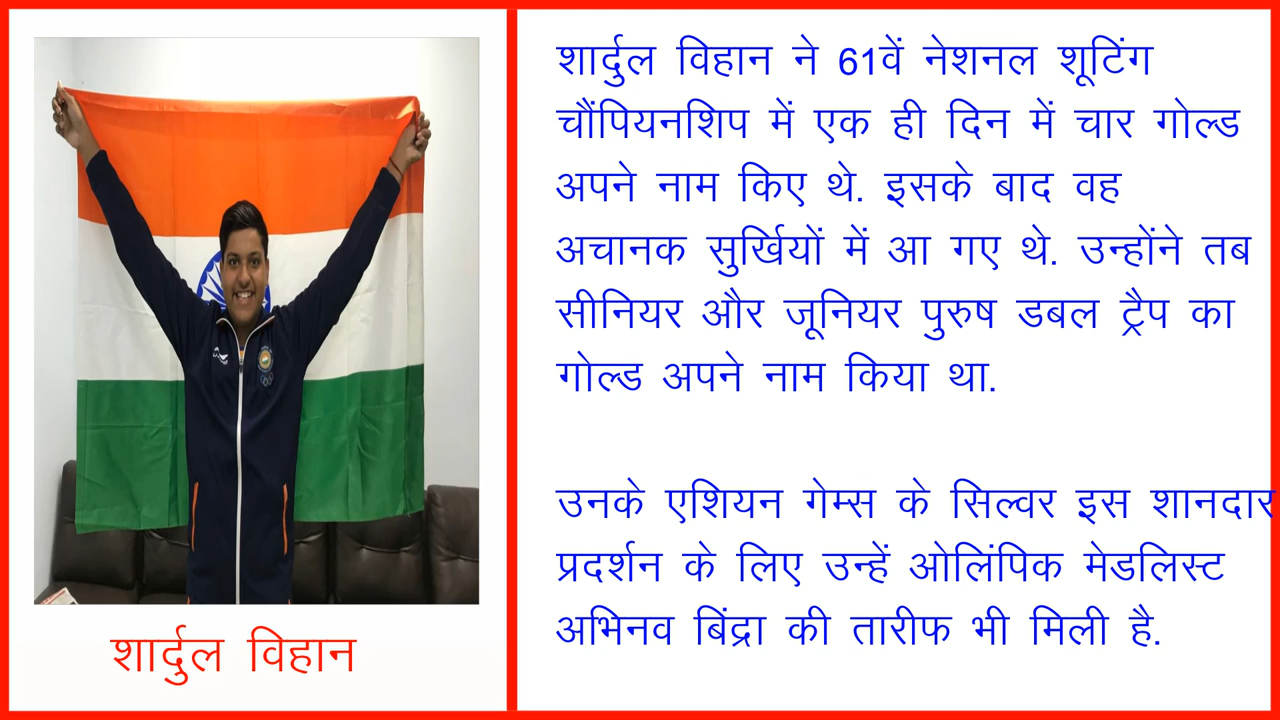 शार्दुल विहान ने 61वें नेशनल शूटिंग
चौंपियनशिप में एक ही दिन में चार गोल्ड
अपने नाम किए थे. इसके बाद वह
अचानक सुर्खियों में आ गए थे. उन्होंने तब
सीनियर और जूनियर पुरुष डबल ट्रैप का
गोल्ड अपने नाम किया था.
उनके एशियन गेम्स के सिल्वर इस शानदार
प्रदर्शन के लिए उन्हें ओलिंपिक मेडलिस्ट
अभिनव बिंद्रा की तारीफ भी मिली है.
शार्दुल विहान